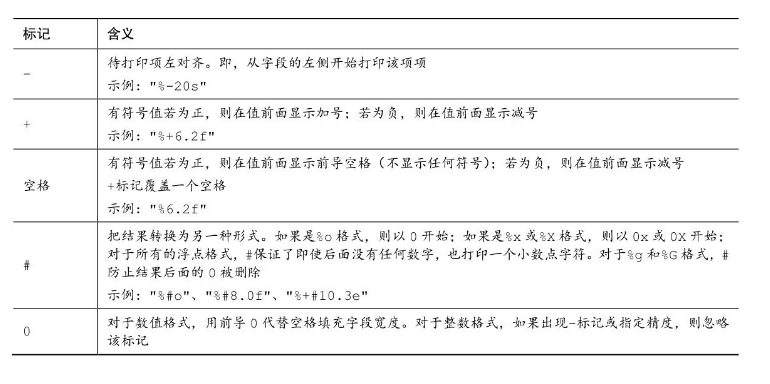 标记 含义
- 待打印项左对齐。即，从字段的左侧开始打印该项项
示例："%-20s"
+ 有符号值若为正，则在值前面显示加号；若为负，则在值前面显示减号
示例："%+6.2f"
空格 有符号值若为正，则在值前面显示前导空格（不显示任何符号）；若为负，则在值前面显示减号
+标记覆盖一个空格
示例："%6.2f"
# 把结果转换为另一种形式。如果是%o格式，则以0开始；如果是%x或%X格式，则以0x或0X开始；
对于所有的浮点格式，#保证了即使后面没有任何数字，也打印一个小数点字符。对于%g和%G格式，#
防止结果后面的0被删除
示例："%#o"、"%#8.0f"、"%+#10.3e"
0 对于数值格式，用前导0代替空格填充字段宽度。对于整数格式，如果出现-标记或指定精度，则忽略
该标记